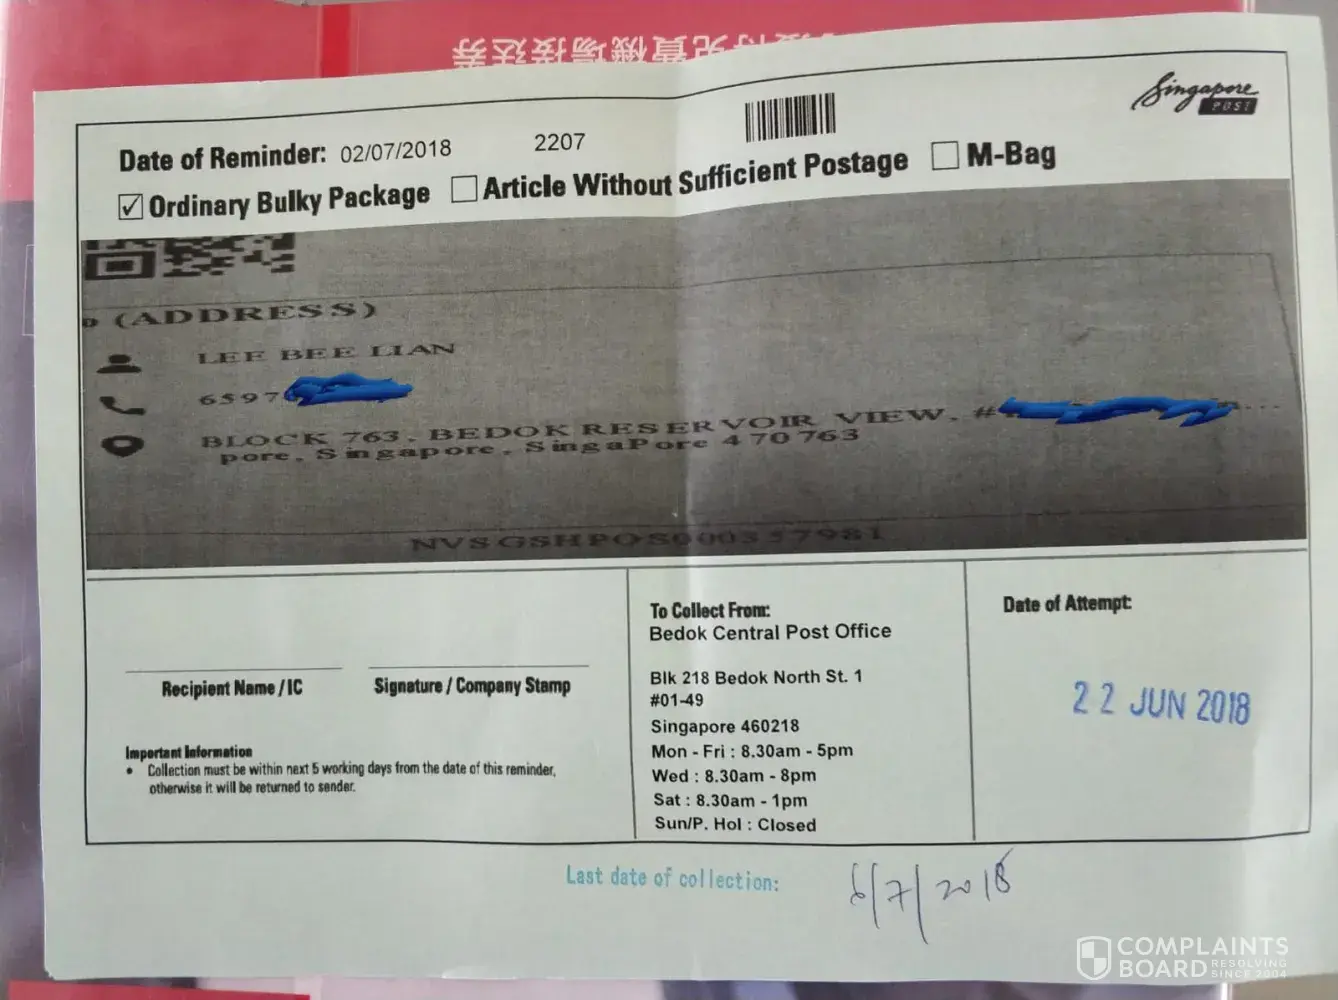 Singapore
POST
Date of Reminder: 02/07/2018 2207
☑ Ordinary Bulky Package ☐ Article Without Sufficient Postage ☐ M-Bag
(ADDRESS)
LEE BEE LIAN
6597
BLOCK 763, BEDOK RESERVOIR VIEW, #
pore, Singapore, SingaPore 470763
NVSGSHPOS000357981
Recipient Name / IC
Signature / Company Stamp
Important Information
• Collection must be within next 5 working days from the date of this reminder,
otherwise it will be returned to sender.
To Collect From:
Bedok Central Post Office
Blk 218 Bedok North St. 1
#01-49
Singapore 460218
Mon - Fri : 8.30am - 5pm
Wed : 8.30am - 8pm
Sat : 8.30am - 1pm
Sun/P. Hol : Closed
Date of Attempt:
22 JUN 2018
Last date of collection: 6/7/2018
COMPLAINTS
BOARD RESOLVING
SINCE 2004